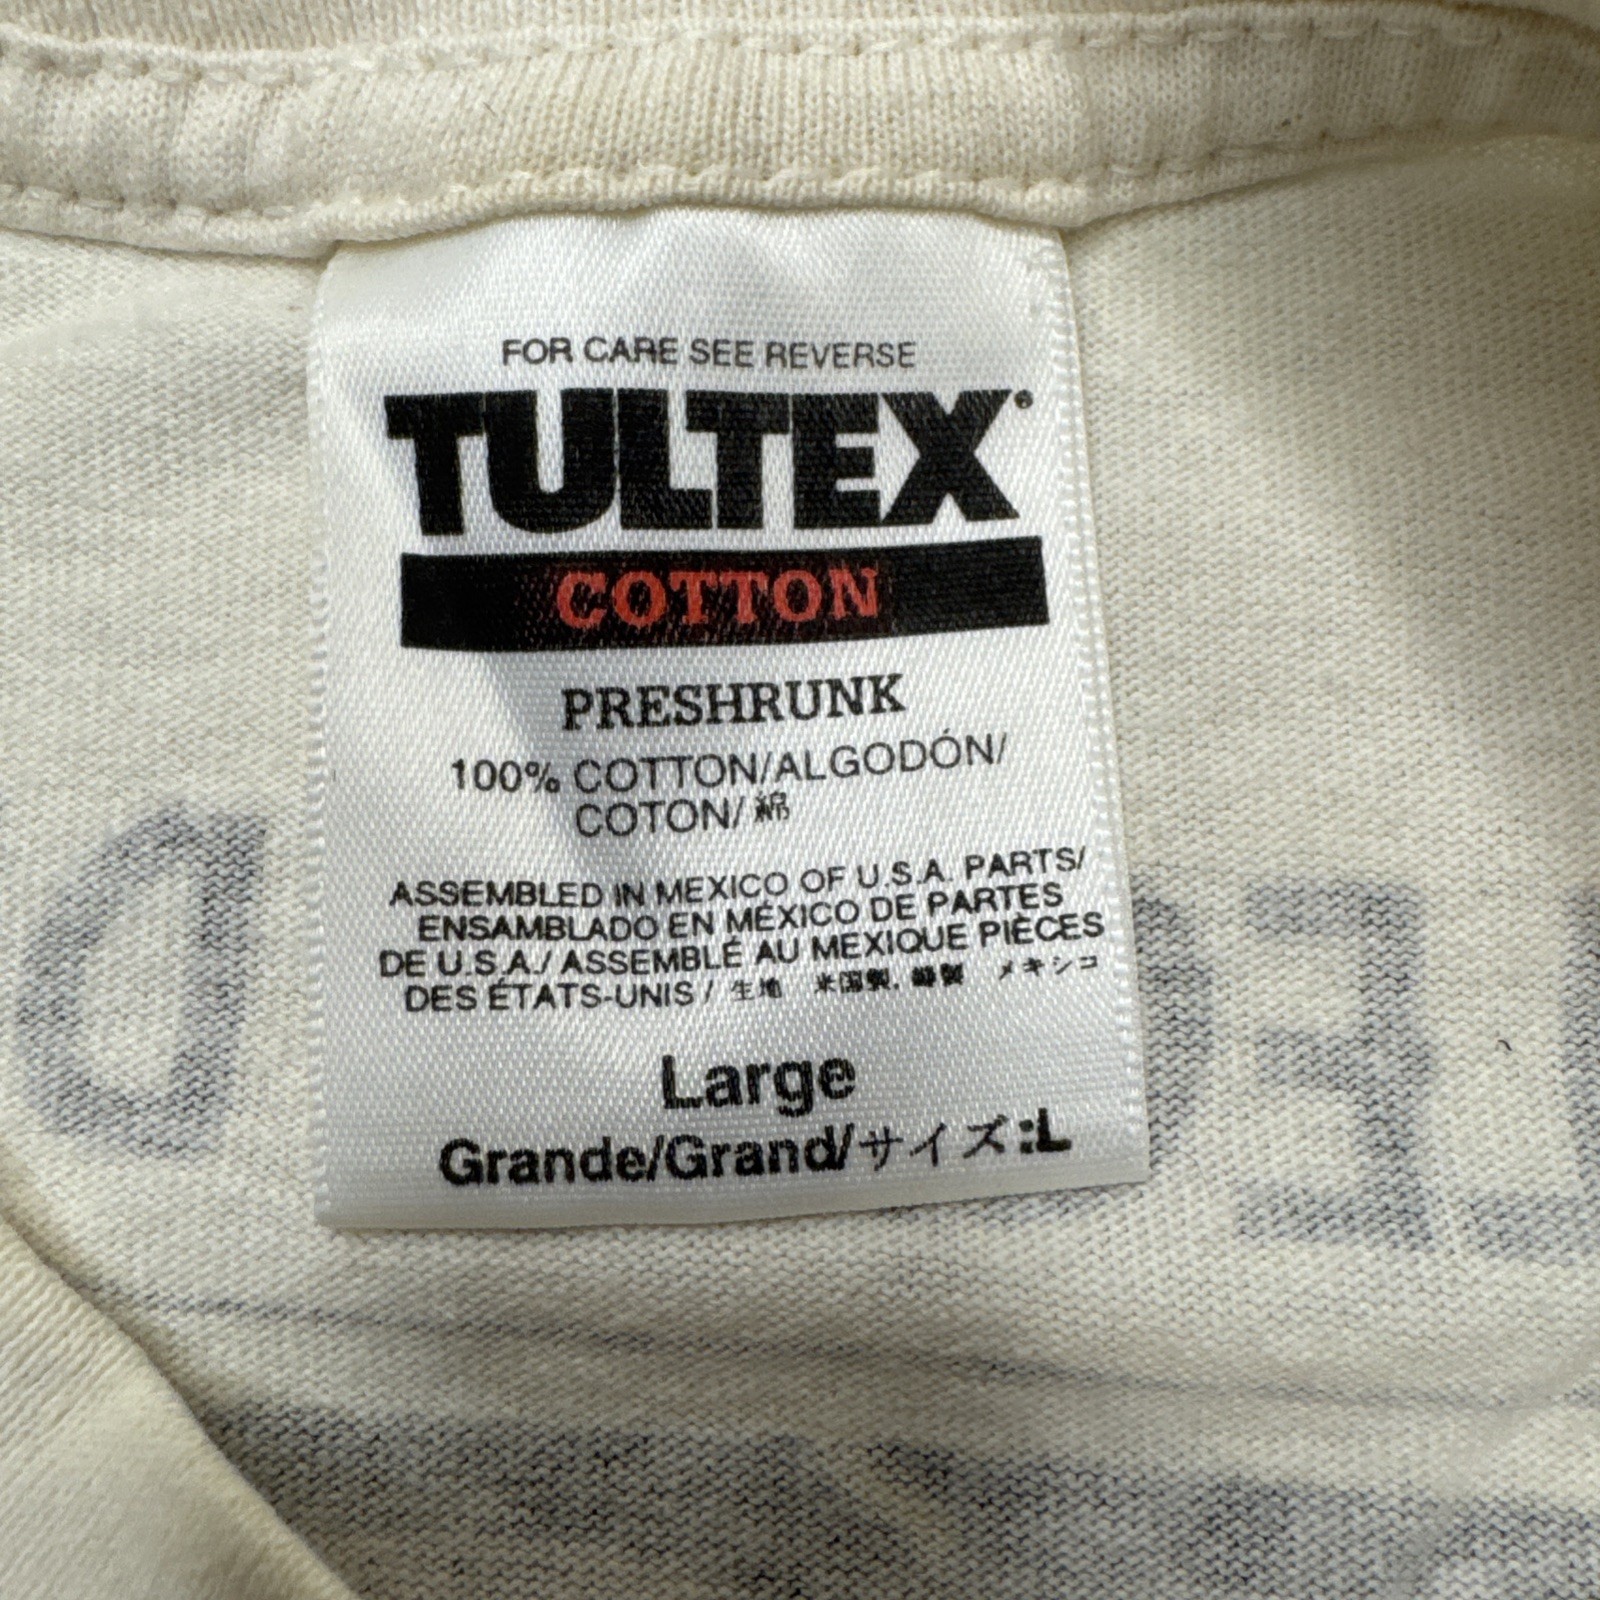 FOR CARE SEE REVERSE
TULTEX®
COTTON
PRESHRUNK
100% COTTON/ALGODÓN/
COTON/綿
ASSEMBLED IN MEXICO OF U.S.A. PARTS/
ENSAMBLADO EN MÉXICO DE PARTES
DE U.S.A./ASSEMBLÉ AU MEXIQUE PIÈCES
DES ÉTATS-UNIS/生地 米国製, 縫製 メキシコ
Large
Grande/Grand/サイズ:L